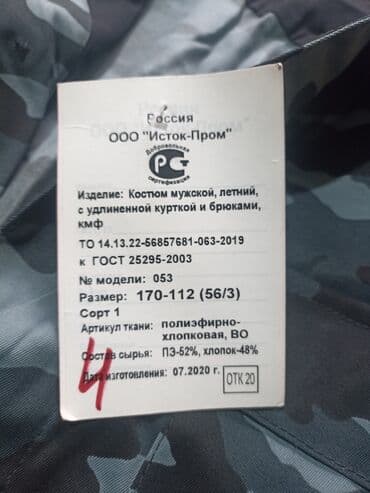 Россия
ООО "Исток-Пром"
Добровольная
РСТ
сертификация
Изделие: Костюм мужской, летний,
с удлиненной курткой и брюками,
кмф
ТО 14.13.22-56857681-063-2019
к ГОСТ 25295-2003
№ модели: 053
Размер: 170-112 (56/3)
Сорт 1
Артикул ткани: полиэфирно-
хлопковая, ВО
Состав сырья: ПЭ-52%, хлопок-48%
Дата изготовления: 07.2020 г.
ОТК 20
4